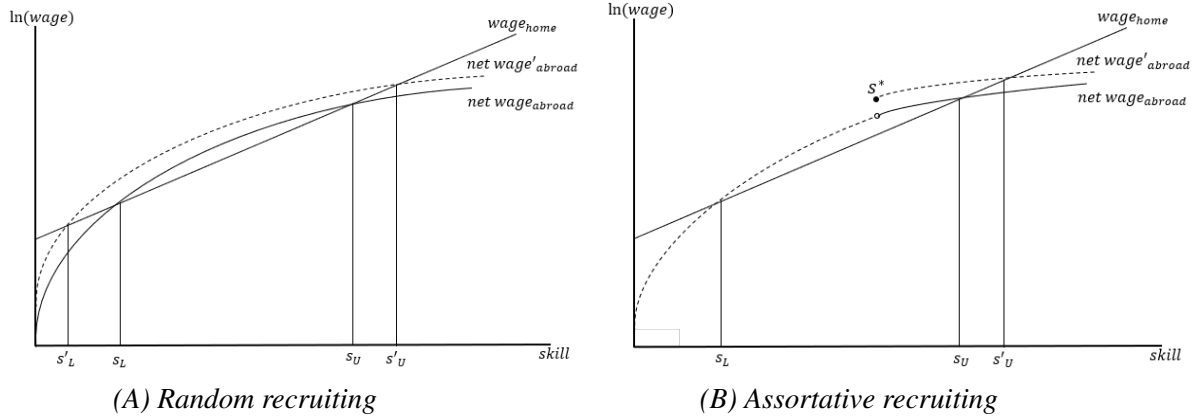 ln(wage)
wage_home
net wage'_abroad
net wage_abroad
s'_L
s_L
s_U
s'_U
skill
(A) Random recruiting
ln(wage)
wage_home
net wage'_abroad
s*
net wage_abroad
s_L
s_U
s'_U
skill
(B) Assortative recruiting